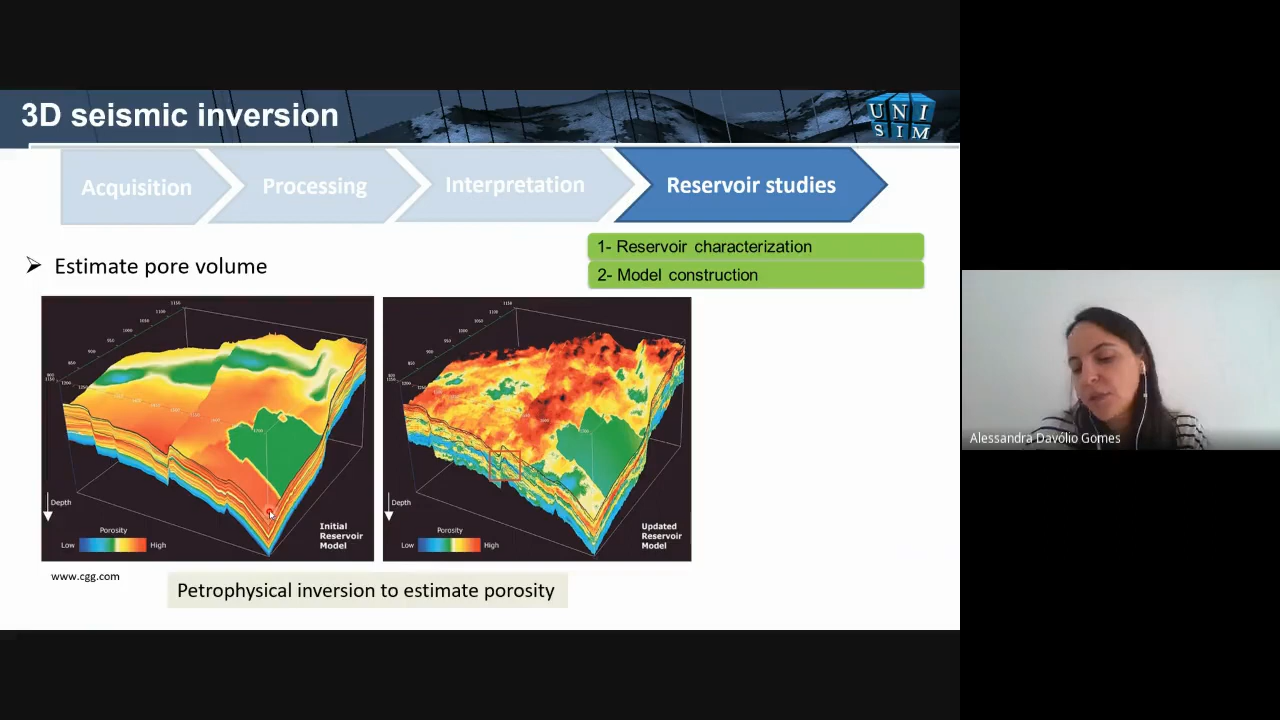 3D seismic inversion
UNI
SIM
Acquisition
Processing
Interpretation
Reservoir studies
1- Reservoir characterization
2- Model construction
Estimate pore volume
Depth
Porosity
Low
High
Initial
Reservoir
Model
Depth
Porosity
Low
High
Updated
Reservoir
Model
www.cgg.com
Petrophysical inversion to estimate porosity
Alessandra Davólio Gomes